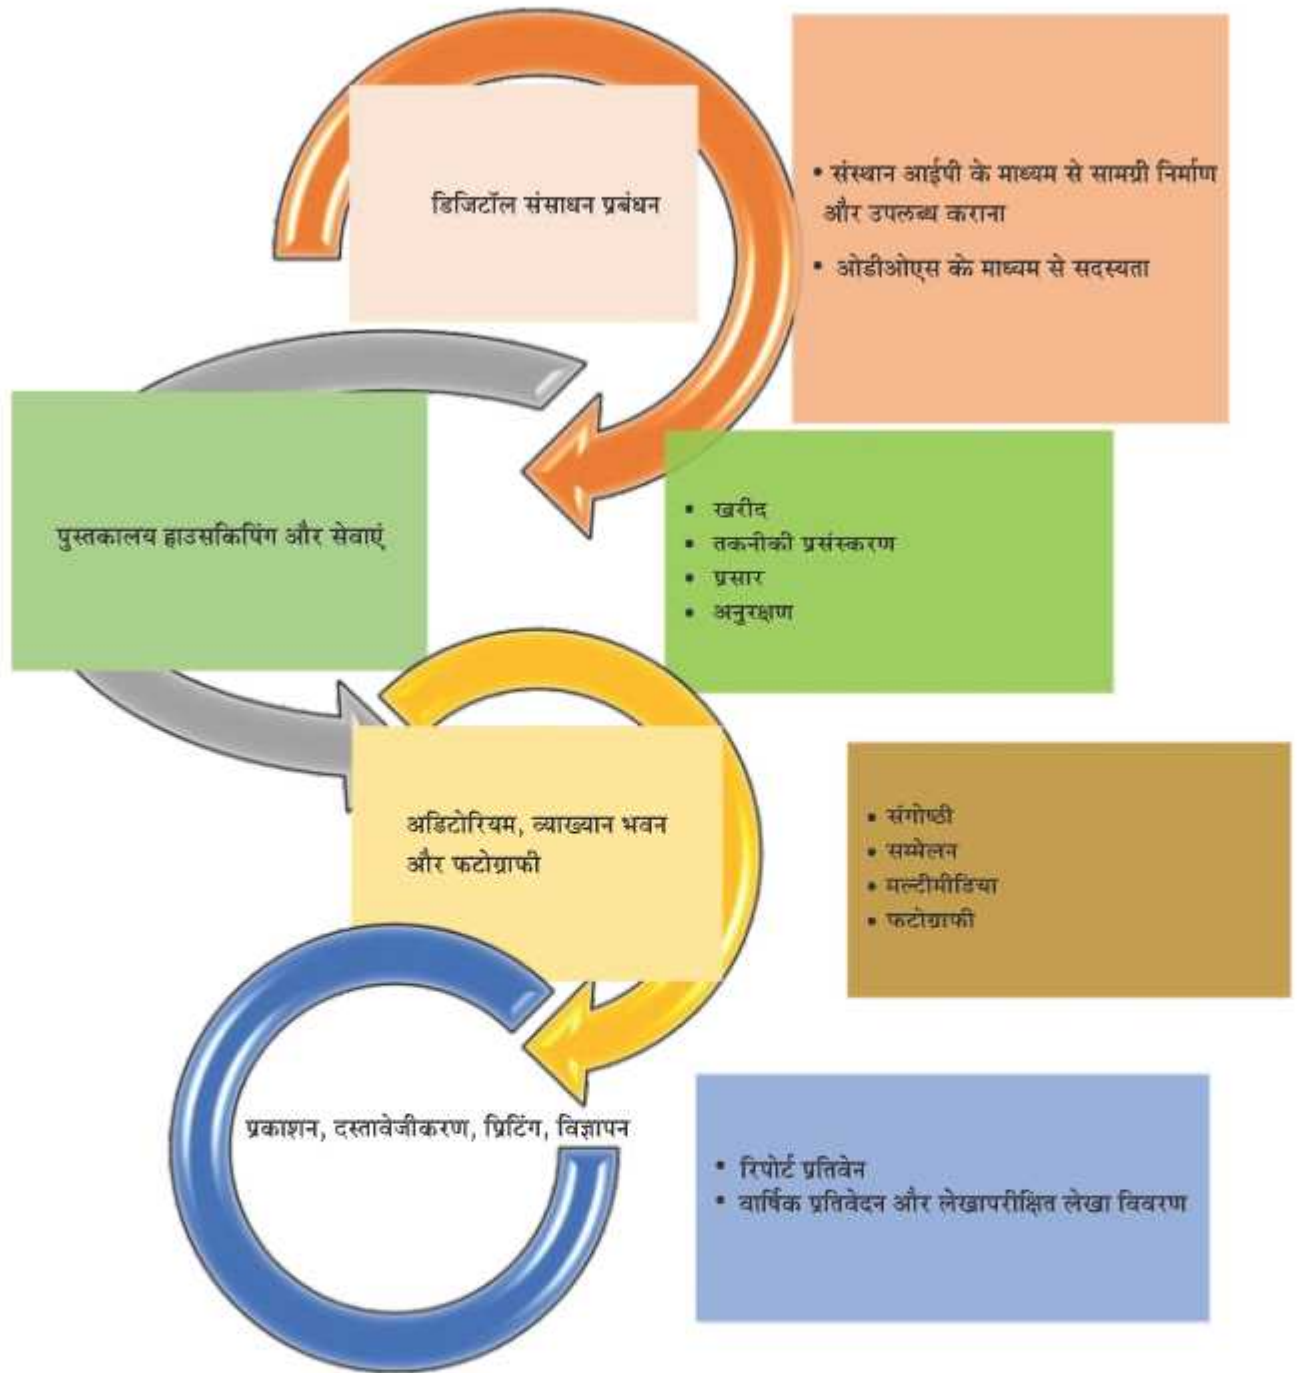 डिजिटॉल संसाधन प्रबंधन
• संस्थान आईपी के माध्यम से सामग्री निर्माण
और उपलब्ध कराना
• ओडीओएस के माध्यम से सदस्यता
पुस्तकालय हाउसकिपिंग और सेवाएं
• खरीद
• तकनीकी प्रसंस्करण
• प्रसार
• अनुरक्षण
अडिटोरियम, व्याख्यान भवन
और फटोग्राफी
• संगोष्ठी
• सम्मेलन
• मल्टीमीडिया
• फटोग्राफी
प्रकाशन, दस्तावेजीकरण, प्रिटिंग, विज्ञापन
• रिपोर्ट प्रतिवेन
• वार्षिक प्रतिवेदन और लेखापरीक्षित लेखा विवरण